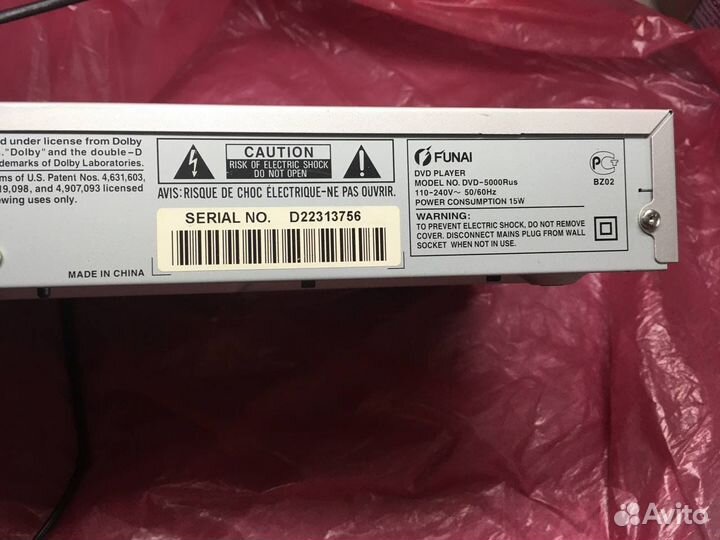 d under license from Dolby
s."Dolby" and the double-D
demarks of Dolby Laboratories.
ms of U.S. Patent Nos. 4,631,603,
19,098, and 4,907,093 licensed
ewing uses only.
MADE IN CHINA
CAUTION
RISK OF ELECTRIC SHOCK
DO NOT OPEN
AVIS: RISQUE DE CHOC ÉLECTRIQUE-NE PAS OUVRIR.
SERIAL NO. D22313756
FUNAI
DVD PLAYER
MODEL NO. DVD-5000Rus
110-240V~ 50/60Hz
POWER CONSUMPTION 15W
BZ02
WARNING:
TO PREVENT ELECTRIC SHOCK, DO NOT REMOVE
COVER. DISCONNECT MAINS PLUG FROM WALL
SOCKET WHEN NOT IN USE.
Avito